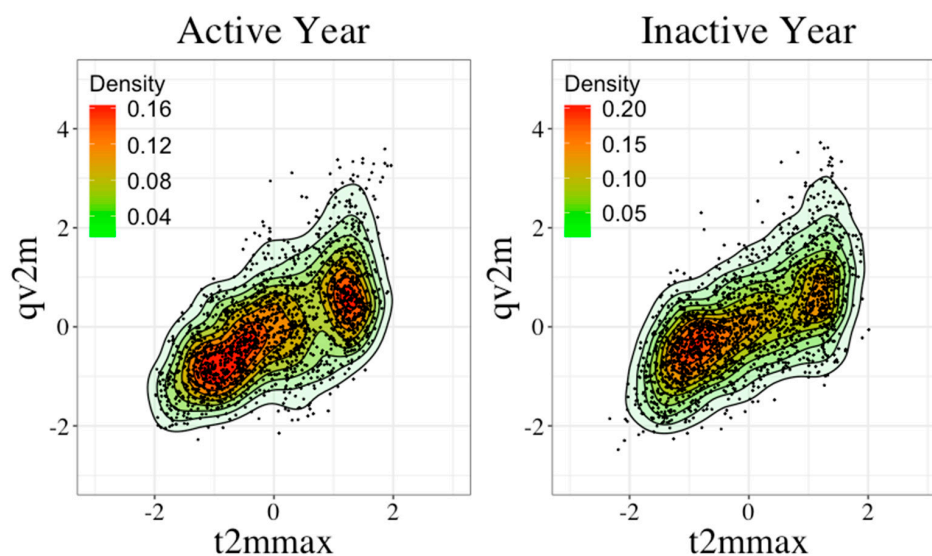 Active Year
Density
0.16
0.12
0.08
0.04
4
2
0
-2
-2
0
2
qv2m
t2mmax
Inactive Year
Density
0.20
0.15
0.10
0.05
4
2
0
-2
-2
0
2
qv2m
t2mmax